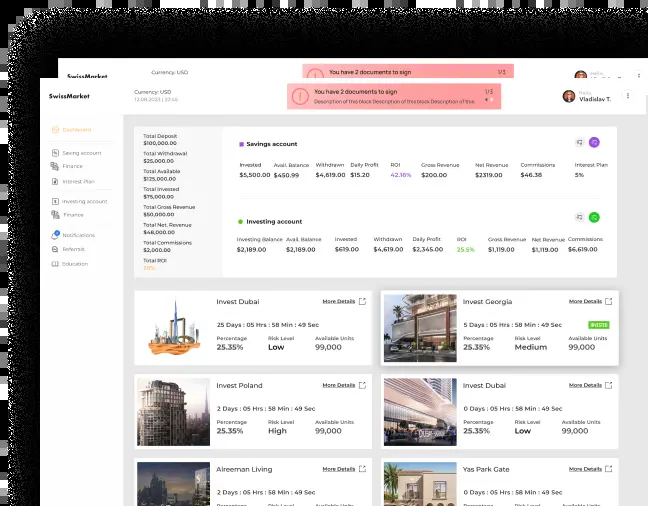 Currency: USD
You have 2 documents to sign
1/3
Hello,
SwissMarket
SwissMarket
Currency: USD
You have 2 documents to sign
1/3
Description of this block Description of this block Description of this
Hello,
Vladislav T.
Dashboard
Saving account
Finance
Interest Plan
Investing account
Finance
Notifications
Referrals
Education
Total Deposit
$100,000.00
Total Withdrawal
$25,000.00
Total Available
$125,000.00
Total Invested
$75,000.00
Total Gross Revenue
$50,000.00
Total Net. Revenue
$48,000.00
Total Commissions
$2,000.00
Total ROI
Savings account
Invested Avail. Balance Withdrawn Daily Profit ROI Gross Revenue Net Revenue Commissions Interest Plan
$5,500.00 $450.99 $4,619.00 $15.20 42.16% $200.00 $2319.00 $46.38 5%
Investing account
Investing Balance Avail. Balance Invested Withdrawn Daily Profit ROI Gross Revenue Net Revenue Commissions
$2,189.00 $2,189.00 $619.00 $4,619.00 $2,345.00 25.5% $1,119.00 $1,119.00 $6,619.00
Invest Dubai More Details
25 Days : 05 Hrs : 58 Min : 49 Sec
Percentage Risk Level Available Units
25.35% Low 99,000
Invest Georgia More Details
5 Days : 05 Hrs : 58 Min : 49 Sec
Percentage Risk Level Available Units
25.35% Medium 99,000
Invest Poland More Details
2 Days : 05 Hrs : 58 Min : 49 Sec
Percentage Risk Level Available Units
25.35% High 99,000
Invest Dubai More Details
0 Days : 05 Hrs : 58 Min : 49 Sec
Percentage Risk Level Available Units
25.35% Low 99,000
Alreeman Living More Details
2 Days : 05 Hrs : 58 Min : 49 Sec
Percentage Risk Level Available Units
Yas Park Gate More Details
0 Days : 05 Hrs : 58 Min : 49 Sec
Percentage Risk Level Available Units